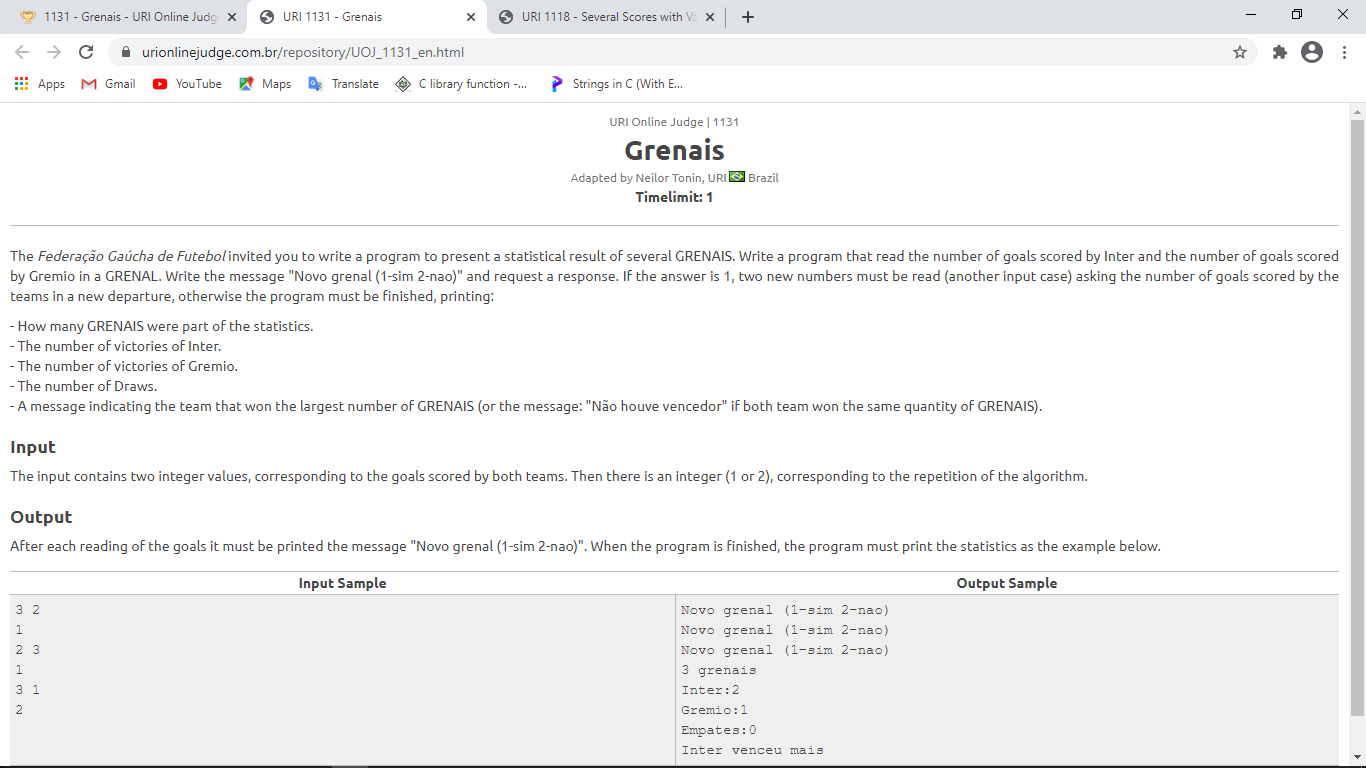 1131 - Grenais - URI Online Judg
URI 1131 - Grenais
URI 1118 - Several Scores with Va
urionlinejudge.com.br/repository/UOJ_1131_en.html
Apps Gmail YouTube Maps Translate C library function -... Strings in C (With E...
URI Online Judge | 1131
Grenais
Adapted by Neilor Tonin, URI Brazil
Timelimit: 1
The Federação Gaúcha de Futebol invited you to write a program to present a statistical result of several GRENAIS. Write a program that read the number of goals scored by Inter and the number of goals scored
by Gremio in a GRENAL. Write the message "Novo grenal (1-sim 2-nao)" and request a response. If the answer is 1, two new numbers must be read (another input case) asking the number of goals scored by the
teams in a new departure, otherwise the program must be finished, printing:
- How many GRENAIS were part of the statistics.
- The number of victories of Inter.
- The number of victories of Gremio.
- The number of Draws.
- A message indicating the team that won the largest number of GRENAIS (or the message: "Não houve vencedor" if both team won the same quantity of GRENAIS).
Input
The input contains two integer values, corresponding to the goals scored by both teams. Then there is an integer (1 or 2), corresponding to the repetition of the algorithm.
Output
After each reading of the goals it must be printed the message "Novo grenal (1-sim 2-nao)". When the program is finished, the program must print the statistics as the example below.
Input Sample
3 2
1
2 3
1
3 1
2
Output Sample
Novo grenal (1-sim 2-nao)
Novo grenal (1-sim 2-nao)
Novo grenal (1-sim 2-nao)
3 grenais
Inter:2
Gremio:1
Empates:0
Inter venceu mais